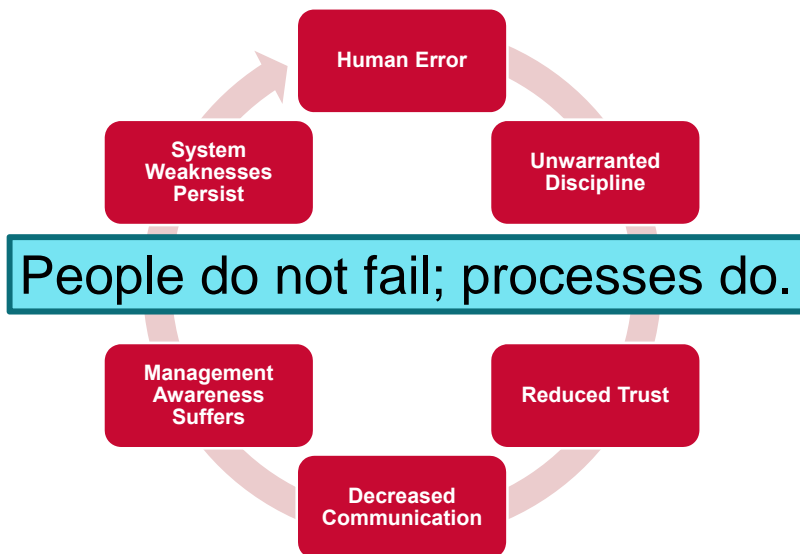 Human Error
Unwarranted
Discipline
Reduced Trust
Decreased
Communication
Management
Awareness
Suffers
System
Weaknesses
Persist
People do not fail; processes do.